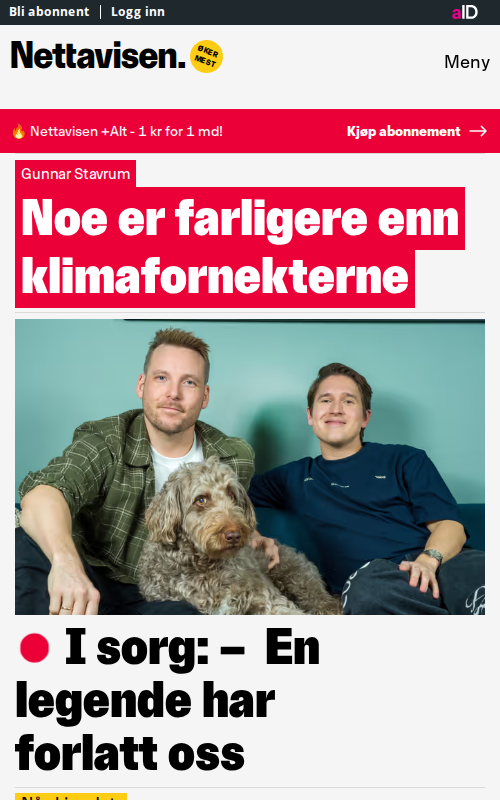 Bli abonnent | Logg inn
aID
Nettavisen.
ØKER
MEST
Meny
🔥 Nettavisen +Alt - 1 kr for 1 md!
Kjøp abonnement →
Gunnar Stavrum
Noe er farligere enn
klimafornekterne
I sorg: – En
legende har
forlatt oss